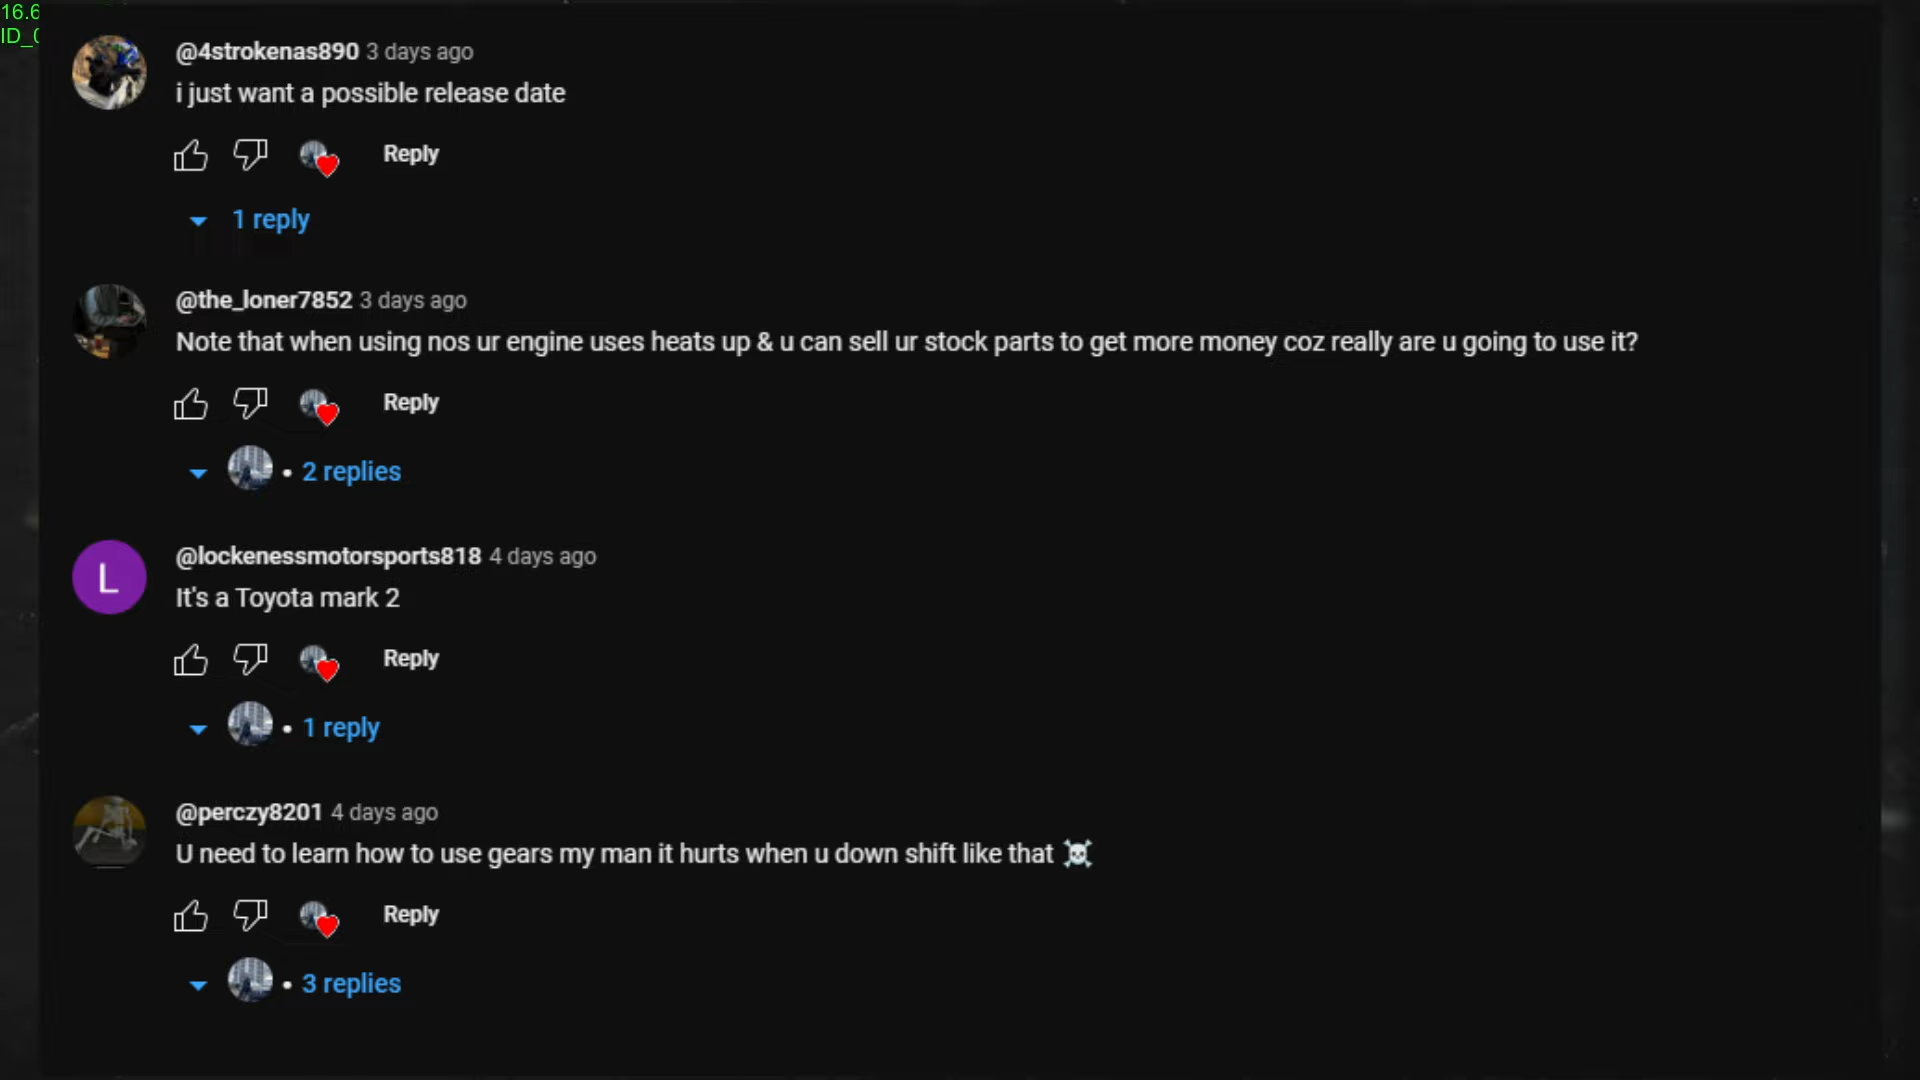 16.6
ID_0
@4strokenas890 3 days ago
i just want a possible release date
Reply
1 reply
@the_loner7852 3 days ago
Note that when using nos ur engine uses heats up & u can sell ur stock parts to get more money coz really are u going to use it?
Reply
• 2 replies
L
@lockenessmotorsports818 4 days ago
It's a Toyota mark 2
Reply
• 1 reply
@perczy8201 4 days ago
U need to learn how to use gears my man it hurts when u down shift like that ☠️
Reply
• 3 replies